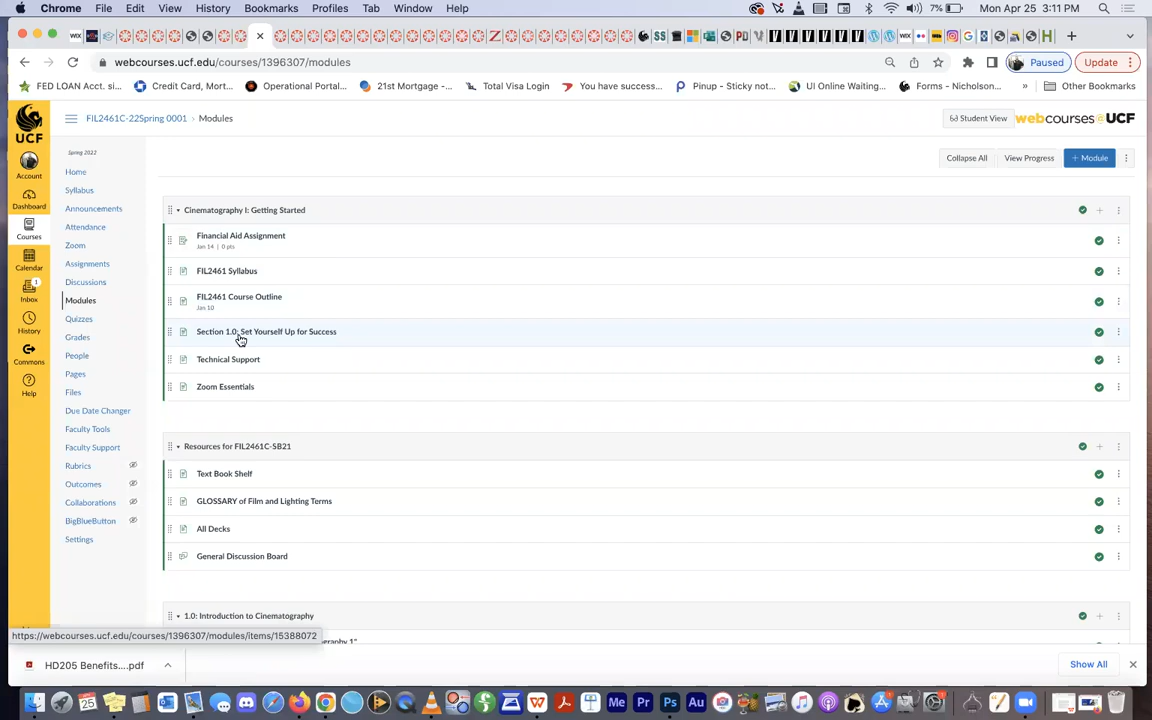 Chrome File Edit View History Bookmarks Profiles Tab Window Help 7% Mon Apr 25 3:11 PM
webcourses.ucf.edu/courses/1396307/modules Paused Update
FED LOAN Acct. si... Credit Card, Mort... Operational Portal... 21st Mortgage -... Total Visa Login You have success... Pinup - Sticky not... UI Online Waiting... Forms - Nicholson... » Other Bookmarks
UCF
FIL2461C-22Spring 0001 › Modules
Student View
webcourses@UCF
Account
Dashboard
Courses
Calendar
1
Inbox
History
Commons
Help
Spring 2022
Home
Syllabus
Announcements
Attendance
Zoom
Assignments
Discussions
Modules
Quizzes
Grades
People
Pages
Files
Due Date Changer
Faculty Tools
Faculty Support
Rubrics
Outcomes
Collaborations
BigBlueButton
Settings
Collapse All View Progress + Module
Cinematography I: Getting Started
Financial Aid Assignment
Jan 14 | 0 pts
FIL2461 Syllabus
FIL2461 Course Outline
Jan 10
Section 1.0: Set Yourself Up for Success
Technical Support
Zoom Essentials
Resources for FIL2461C-SB21
Text Book Shelf
GLOSSARY of Film and Lighting Terms
All Decks
General Discussion Board
1.0: Introduction to Cinematography
https://webcourses.ucf.edu/courses/1396307/modules/items/15388072
HD205 Benefits....pdf
Show All
Me Pr Ps Au